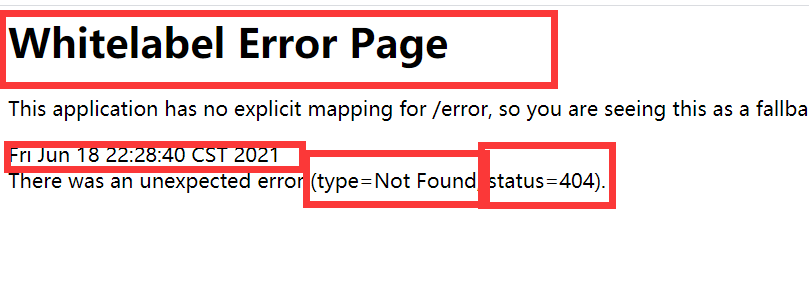 Whitelabel Error Page
This application has no explicit mapping for /error, so you are seeing this as a fallba
Fri Jun 18 22:28:40 CST 2021
There was an unexpected error (type=Not Found, status=404).